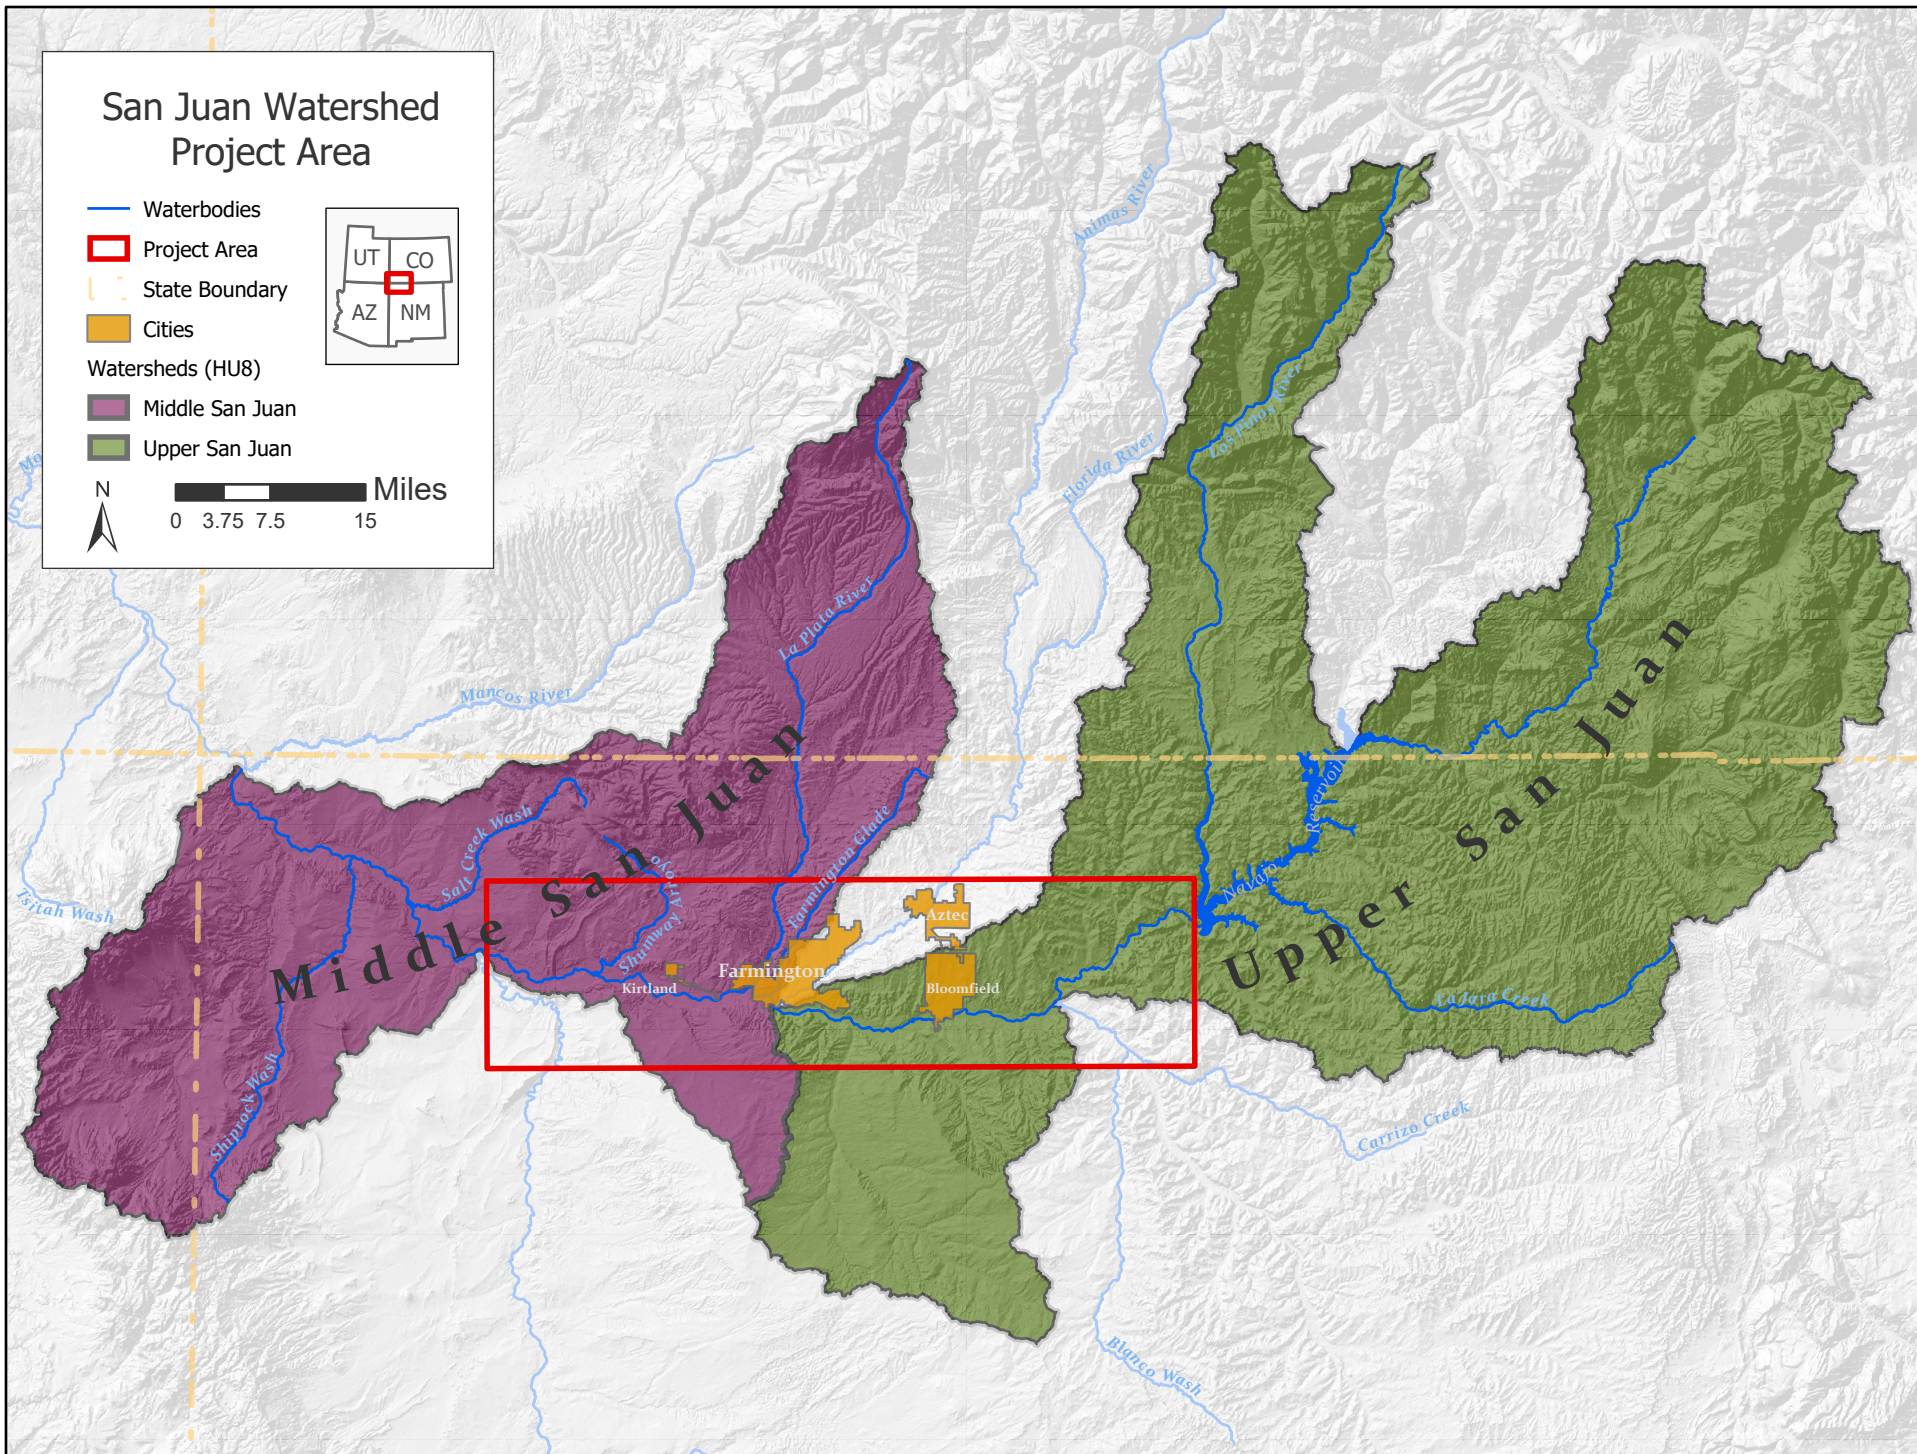 San Juan Watershed
Project Area
Waterbodies
Project Area
State Boundary
Cities
Watersheds (HU8)
Middle San Juan
Upper San Juan
UT
CO
AZ
NM
N
Miles
0 3.75 7.5 15
Animas River
Los Pinos River
Florida River
La Plata River
Mancos River
Salt Creek Wash
Shumway Arroyo
Farmington Glade
Navajo Reservoir
Tsitah Wash
Middle San Juan
Upper San Juan
Aztec
Farmington
Kirtland
Bloomfield
La Jara Creek
Shiprock Wash
Carrizo Creek
Blanco Wash